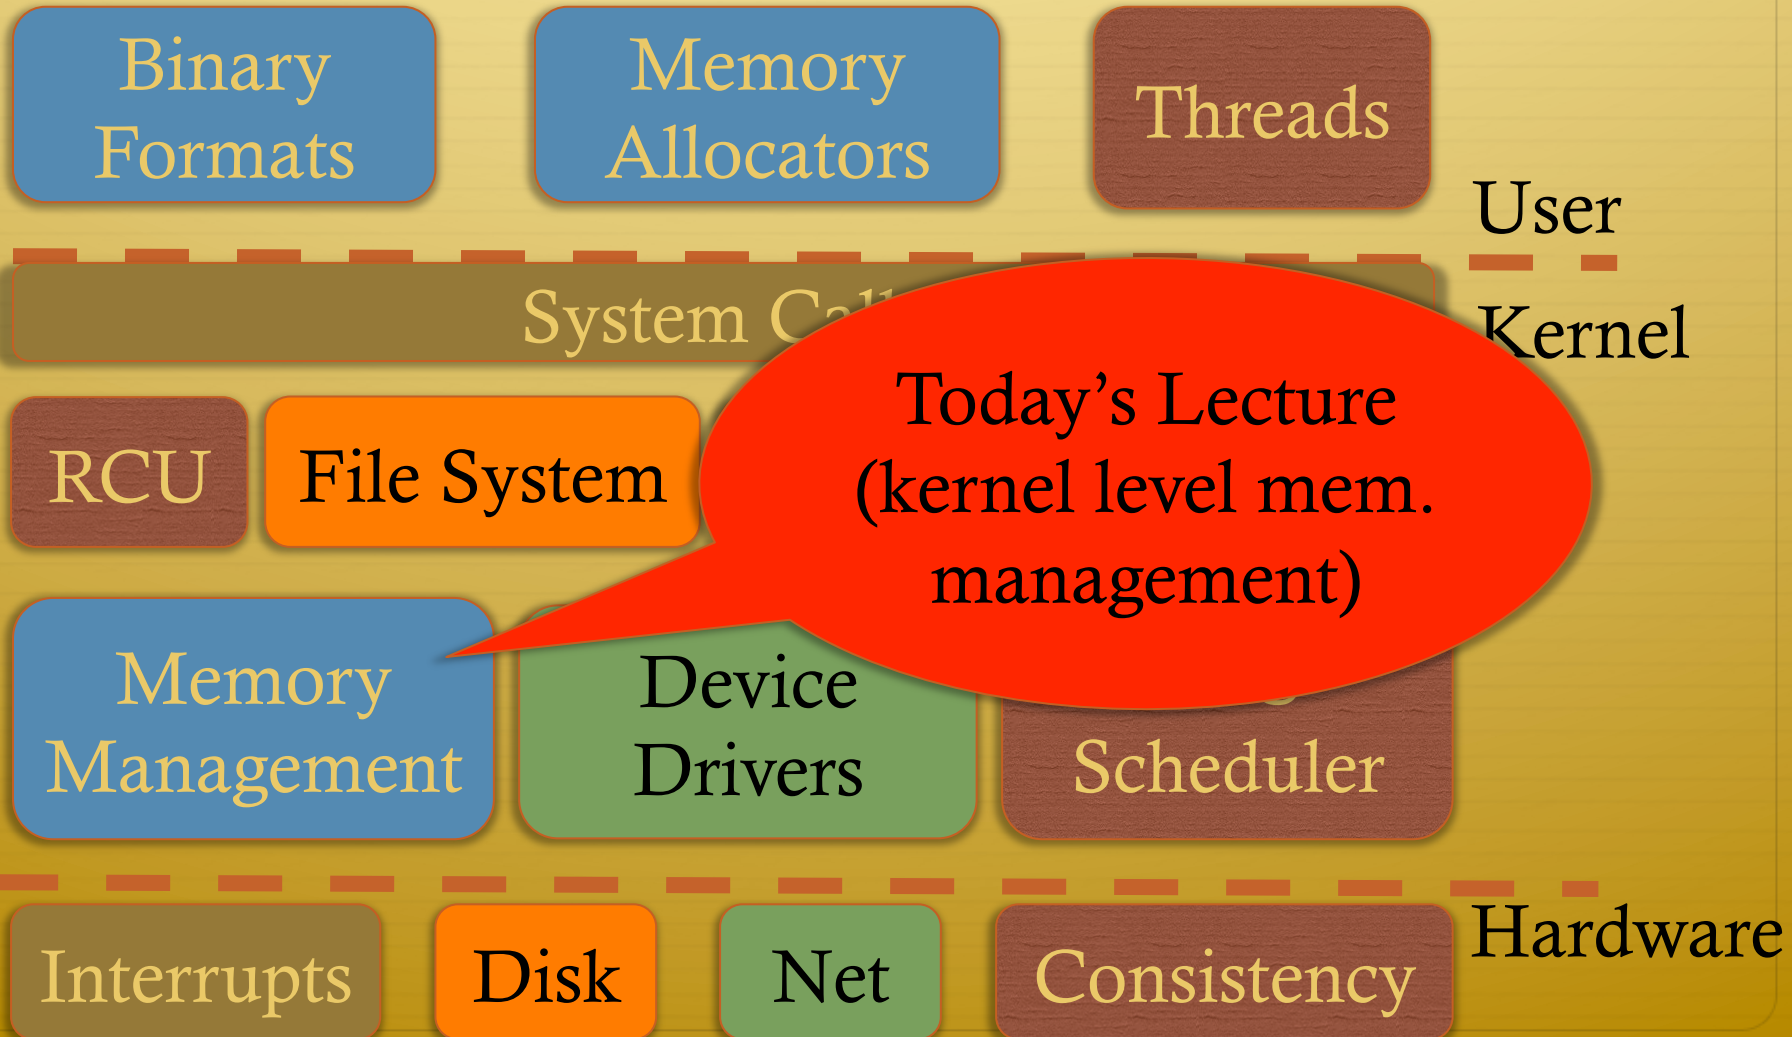 Binary
Formats
Memory
Allocators
Threads
User
System
Kernel
Today’s Lecture
(kernel level mem.
management)
RCU
File System
Memory
Management
Device
Drivers
Scheduler
Interrupts
Disk
Net
Consistency
Hardware